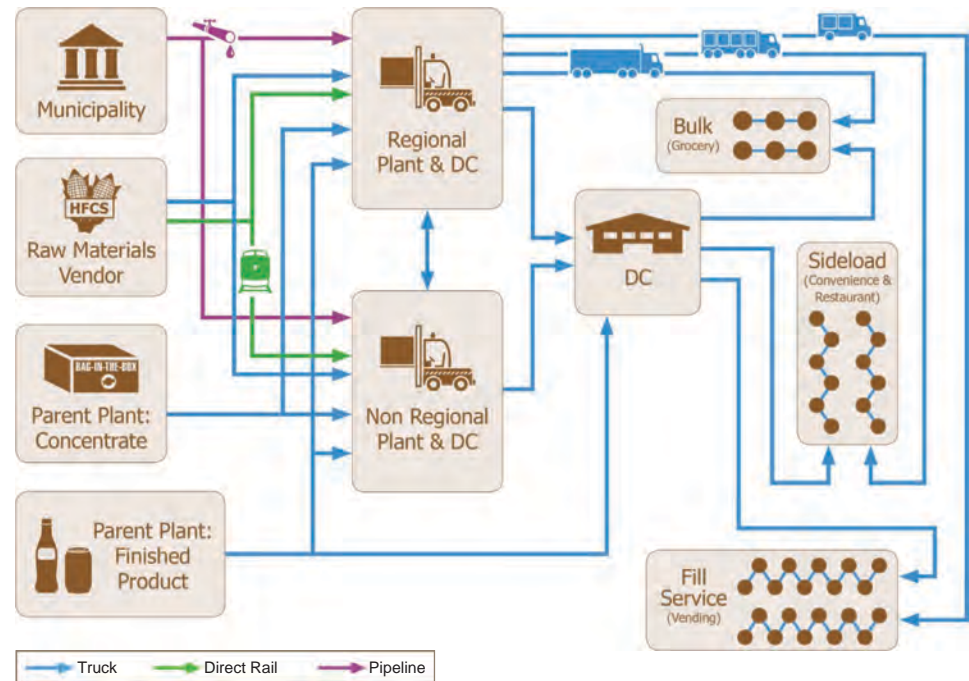 Municipality
HFCS
Raw Materials
Vendor
BAG-IN-THE-BOX
Parent Plant:
Concentrate
Parent Plant:
Finished
Product
Regional
Plant & DC
Non Regional
Plant & DC
DC
Bulk
(Grocery)
Sideload
(Convenience &
Restaurant)
Fill
Service
(Vending)
Truck
Direct Rail
Pipeline